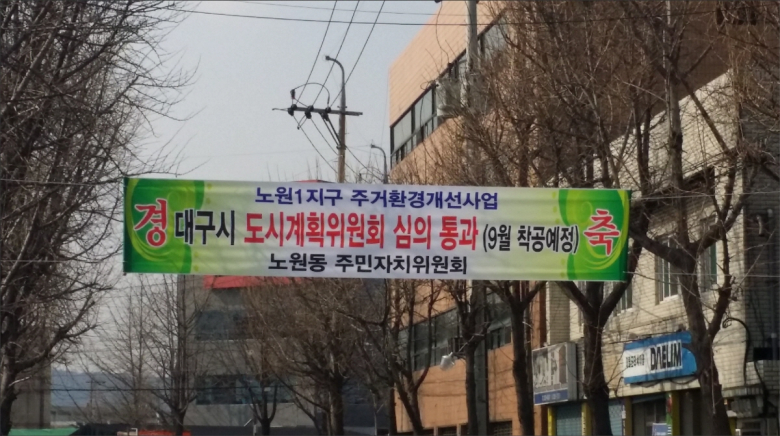 노원1지구 주거환경개선사업
경 대구시 도시계획위원회 심의 통과 (9월 착공예정) 축
노원동 주민자치위원회
DAELIM